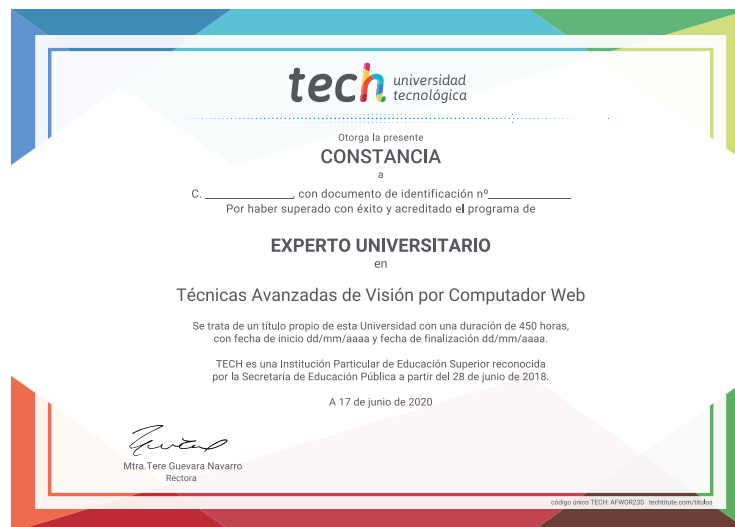 tech universidad
tecnológica
Otorga la presente
CONSTANCIA
a
C. ______________, con documento de identificación nº_____________
Por haber superado con éxito y acreditado el programa de
EXPERTO UNIVERSITARIO
en
Técnicas Avanzadas de Visión por Computador Web
Se trata de un título propio de esta Universidad con una duración de 450 horas,
con fecha de inicio dd/mm/aaaa y fecha de finalización dd/mm/aaaa.
TECH es una Institución Particular de Educación Superior reconocida
por la Secretaría de Educación Pública a partir del 28 de junio de 2018.
A 17 de junio de 2020
Mtra.Tere Guevara Navarro
Rectora
código único TECH: AFWOR23S techtitute.com/titulos